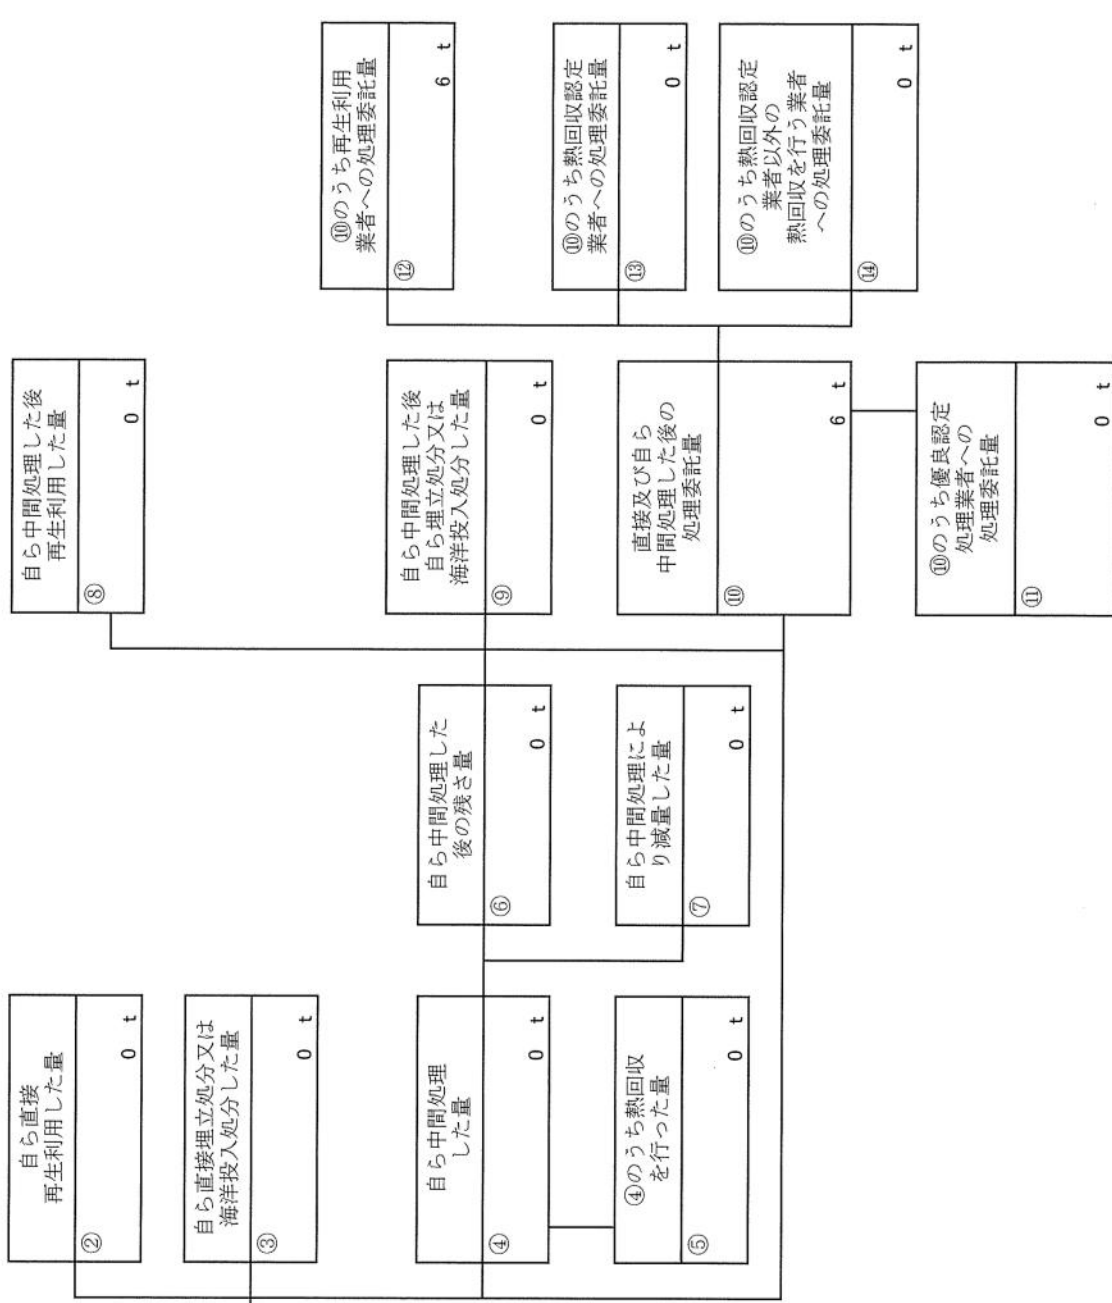 自ら直接
再生利用した量
②
0 t
自ら直接埋立処分又は
海洋投入処分した量
③
0 t
自ら中間処理
した量
④
0 t
④のうち熱回収
を行った量
⑤
0 t
自ら中間処理した
後の残さ量
⑥
0 t
自ら中間処理によ
り減量した量
⑦
0 t
自ら中間処理した後
再生利用した量
⑧
0 t
自ら中間処理した後
自ら埋立処分又は
海洋投入処分した量
⑨
0 t
直接及び自ら
中間処理した後の
処理委託量
⑩
6 t
⑩のうち優良認定
処理業者への
処理委託量
⑪
0 t
⑩のうち再生利用
業者への処理委託量
⑫
6 t
⑩のうち熱回収認定
業者への処理委託量
⑬
0 t
⑩のうち熱回収認定
業者以外の
熱回収を行う業者
への処理委託量
⑭
0 t